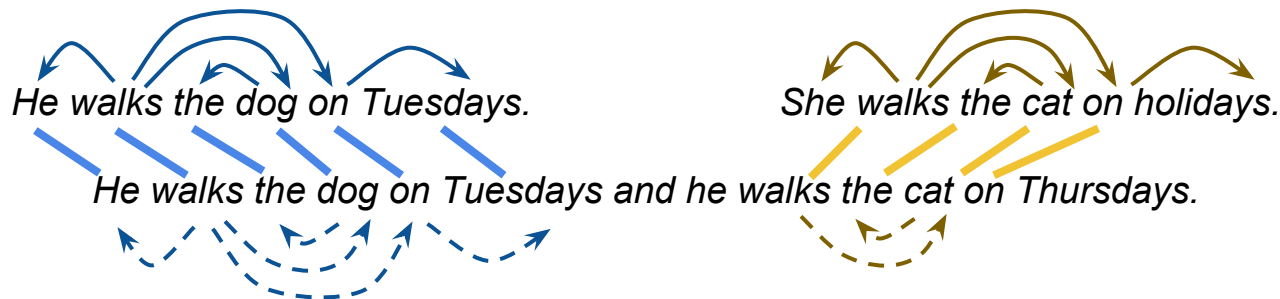 He walks the dog on Tuesdays.
She walks the cat on holidays.
He walks the dog on Tuesdays and he walks the cat on Thursdays.